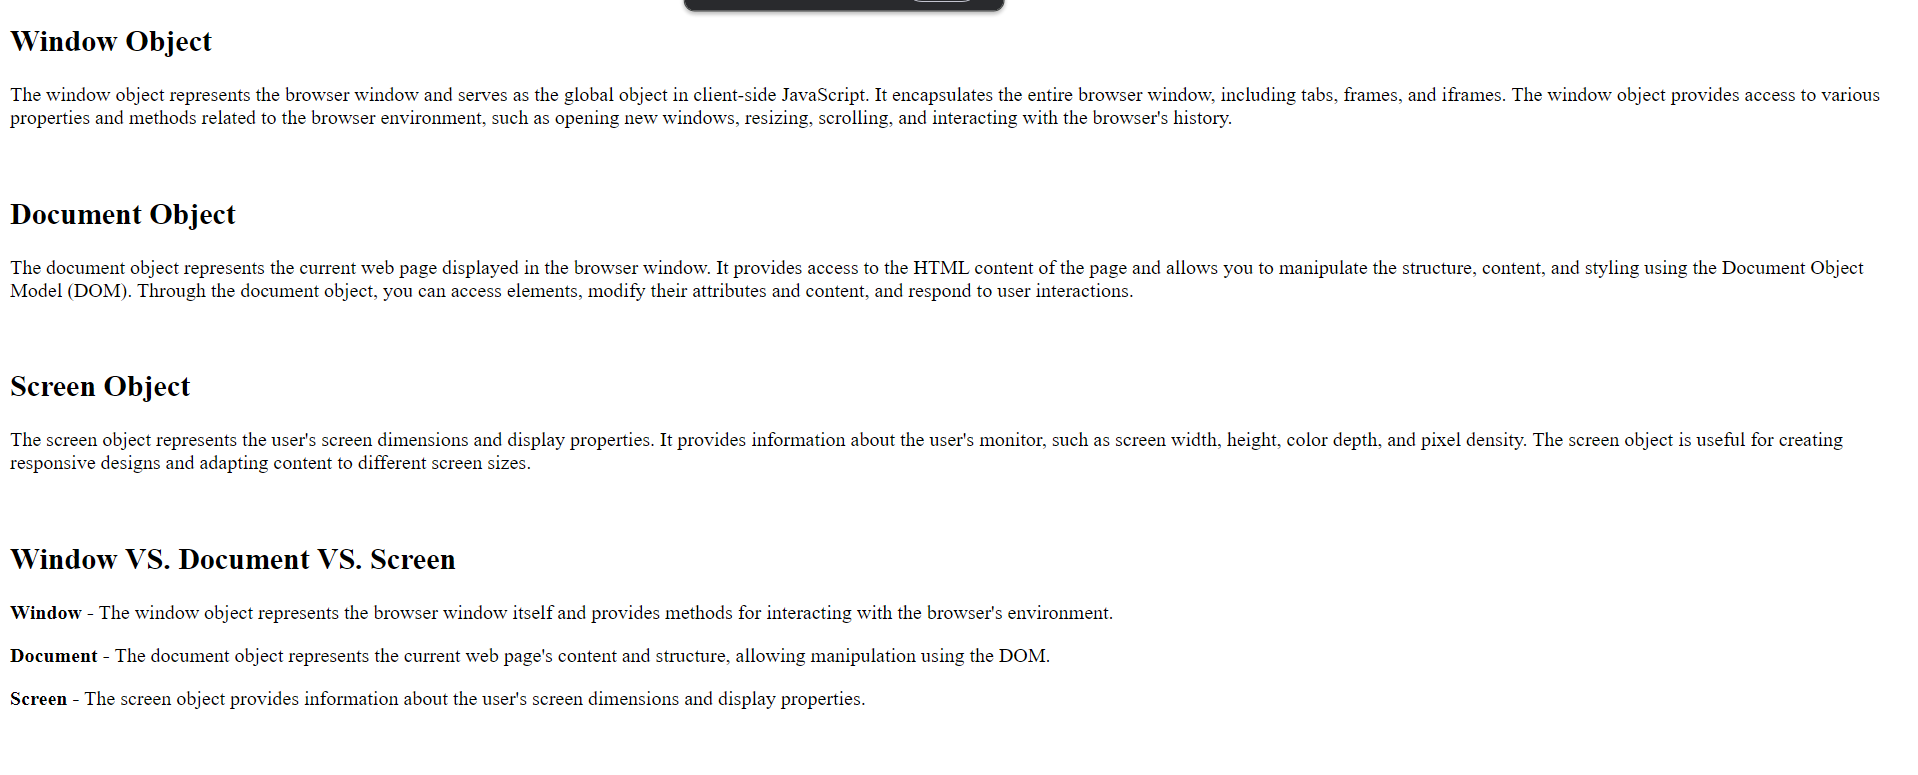 Window Object
The window object represents the browser window and serves as the global object in client-side JavaScript. It encapsulates the entire browser window, including tabs, frames, and iframes. The window object provides access to various
properties and methods related to the browser environment, such as opening new windows, resizing, scrolling, and interacting with the browser's history.
Document Object
The document object represents the current web page displayed in the browser window. It provides access to the HTML content of the page and allows you to manipulate the structure, content, and styling using the Document Object
Model (DOM). Through the document object, you can access elements, modify their attributes and content, and respond to user interactions.
Screen Object
The screen object represents the user's screen dimensions and display properties. It provides information about the user's monitor, such as screen width, height, color depth, and pixel density. The screen object is useful for creating
responsive designs and adapting content to different screen sizes.
Window VS. Document VS. Screen
Window - The window object represents the browser window itself and provides methods for interacting with the browser's environment.
Document - The document object represents the current web page's content and structure, allowing manipulation using the DOM.
Screen - The screen object provides information about the user's screen dimensions and display properties.